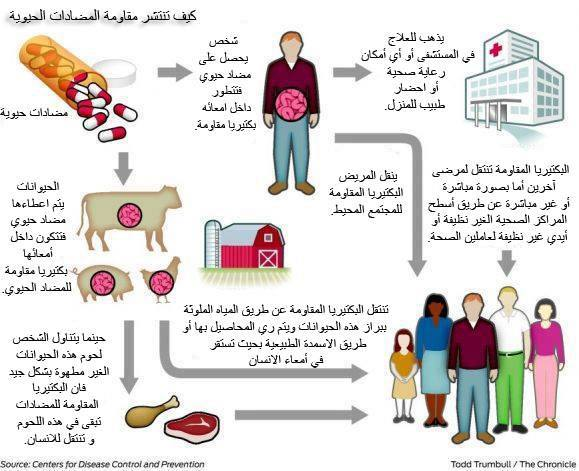 كيف تنتشر مقاومة المضادات الحيوية
مضادات حيوية
شخص
يحصل على
مضاد حيوي
فتتطور
داخل امعائه
بكتيريا مقاومة.
يذهب للعلاج
في المستشفى أو أي أمكان
رعاية صحية
أو احضار
طبيب للمنزل.
البكتيريا المقاومة تنتقل لمرضى
آخرين أما بصورة مباشرة
أو غير مباشرة عن طريق أسطح
المراكز الصحية الغير نظيفة أو
أيدي غير نظيفة لعاملين الصحة.
ينقل المريض
البكتيريا المقاومة
للمجتمع المحيط.
الحيوانات
يتم اعطاءها
مضاد حيوي
فتتكون داخل
أمعائها
بكتيريا مقاومة
للمضاد الحيوي.
تنتقل البكتيريا المقاومة عن طريق المياه الملوثة
ببراز هذه الحيوانات ويتم ري المحاصيل بها أو
طريق الاسمدة الطبيعية بحيث تستقر
في أمعاء الانسان
حينما يتناول الشخص
لحوم هذه الحيوانات
الغير مطهوة بشكل جيد
فان البكتيريا
المقاومة للمضادات
تبقى في هذه اللحوم
و تنتقل للانسان.
Source: Centers for Disease Control and Prevention
Todd Trumbull / The Chronicle